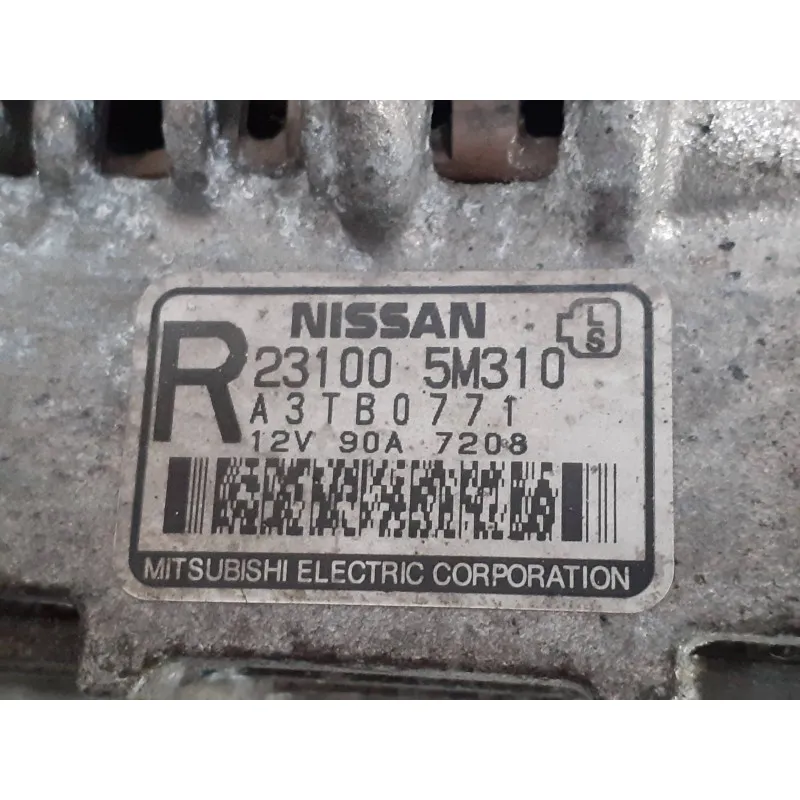 NISSAN
R
23100 5M310
L
S
A3TB0771
12V 90A 7208
MITSUBISHI ELECTRIC CORPORATION